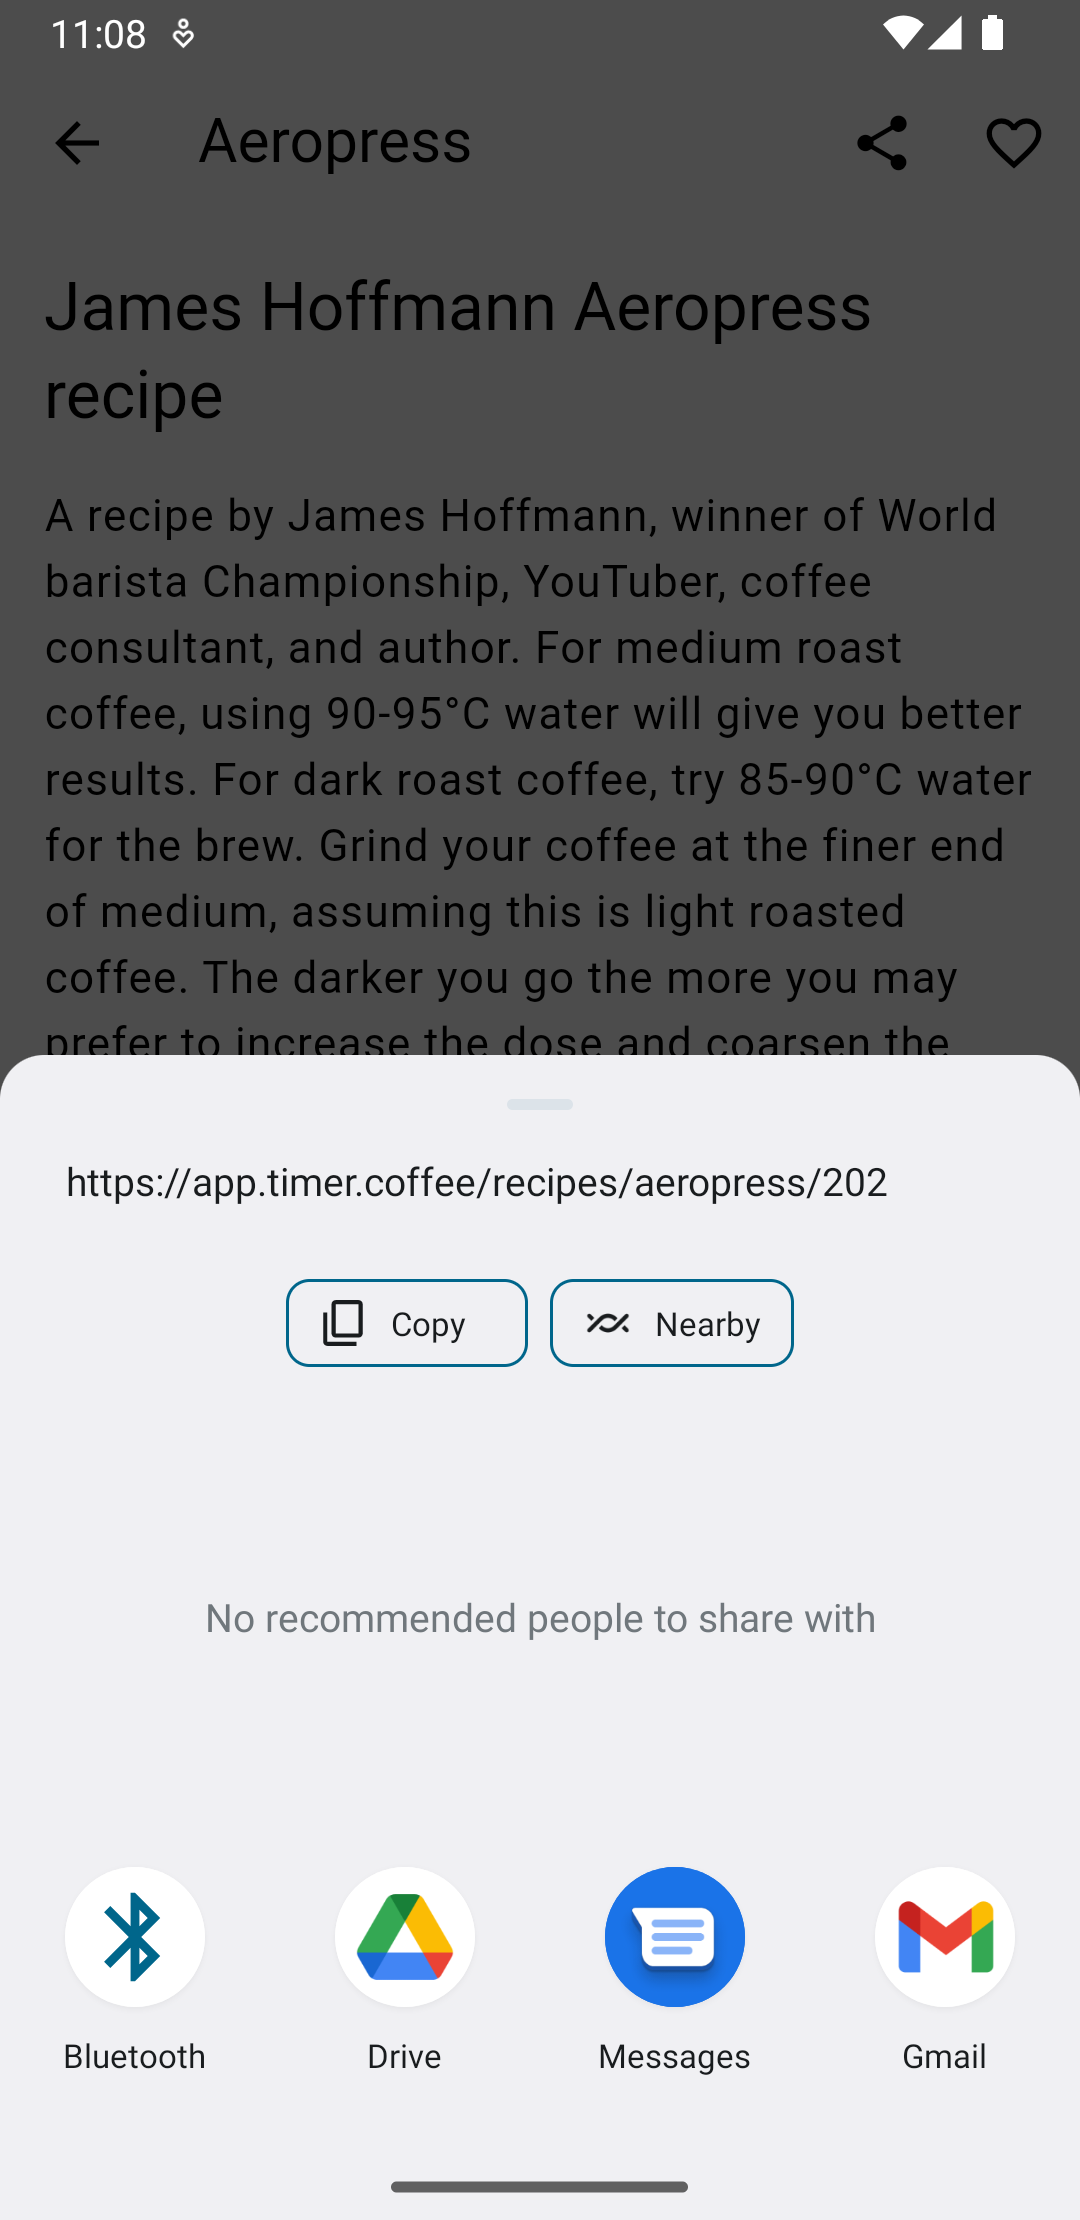 11:08
Aeropress
James Hoffmann Aeropress
recipe
A recipe by James Hoffmann, winner of World
barista Championship, YouTuber, coffee
consultant, and author. For medium roast
coffee, using 90-95°C water will give you better
results. For dark roast coffee, try 85-90°C water
for the brew. Grind your coffee at the finer end
of medium, assuming this is light roasted
coffee. The darker you go the more you may
prefer to increase the dose and coarsen the
https://app.timer.coffee/recipes/aeropress/202
Copy
Nearby
No recommended people to share with
Bluetooth
Drive
Messages
Gmail